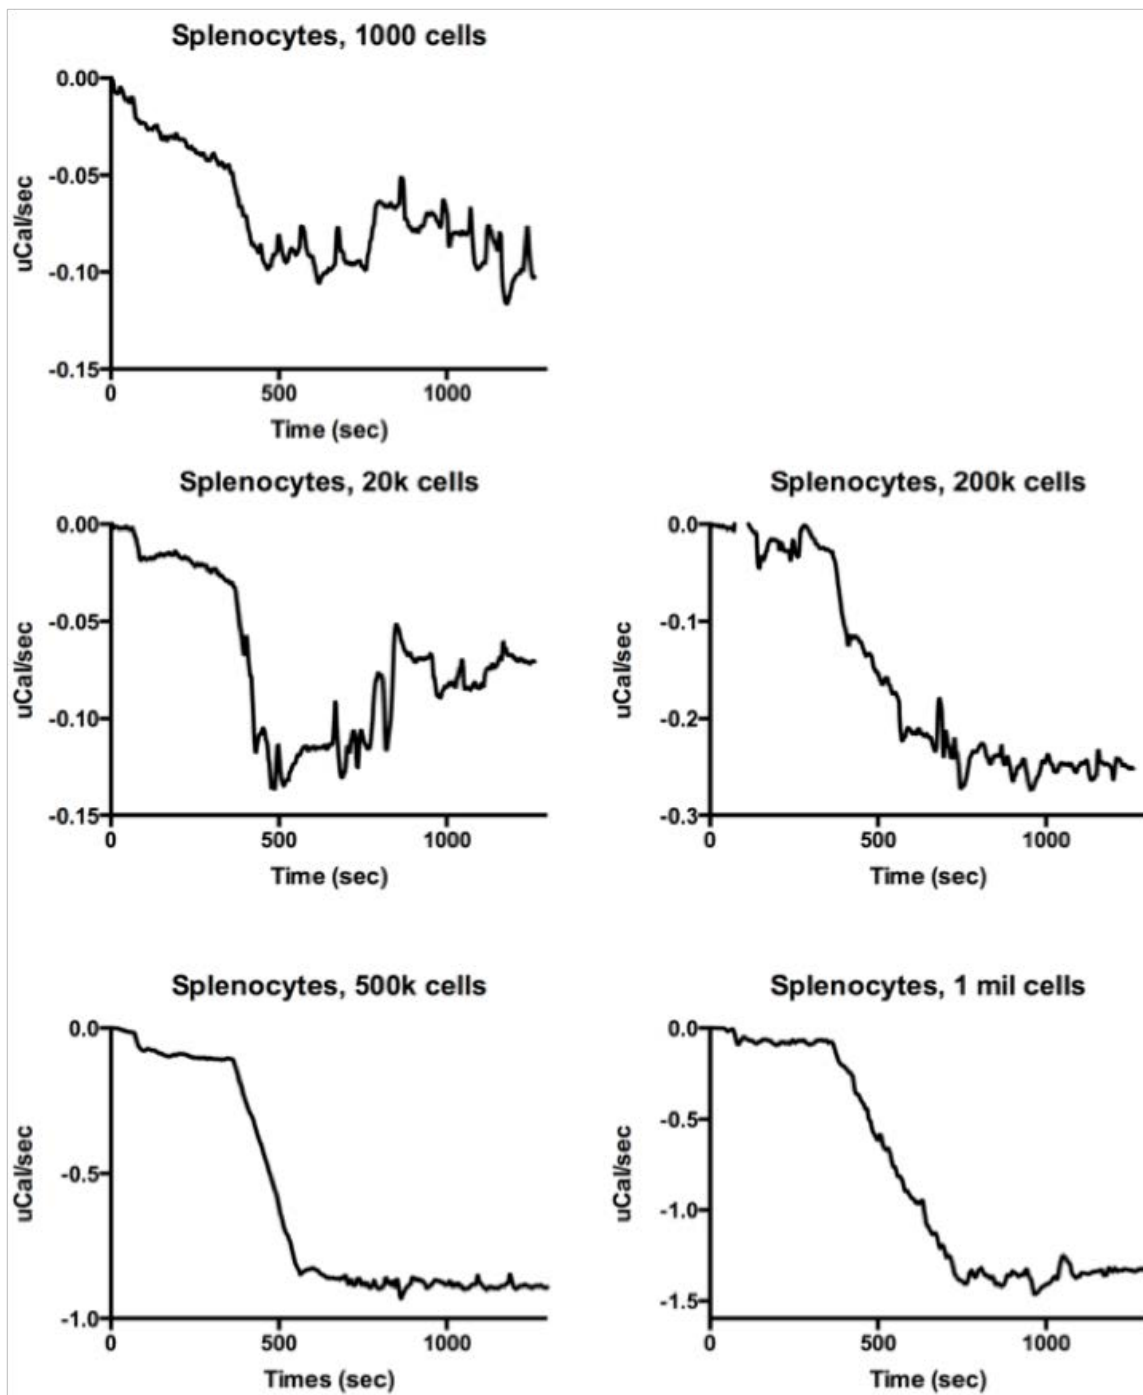 Splenocytes, 1000 cells
0.00
-0.05
-0.10
-0.15
uCal/sec
0 500 1000
Time (sec)
Splenocytes, 20k cells
0.00
-0.05
-0.10
-0.15
uCal/sec
0 500 1000
Time (sec)
Splenocytes, 200k cells
0.0
-0.1
-0.2
-0.3
uCal/sec
0 500 1000
Time (sec)
Splenocytes, 500k cells
0.0
-0.5
-1.0
uCal/sec
0 500 1000
Times (sec)
Splenocytes, 1 mil cells
0.0
-0.5
-1.0
-1.5
uCal/sec
0 500 1000
Time (sec)